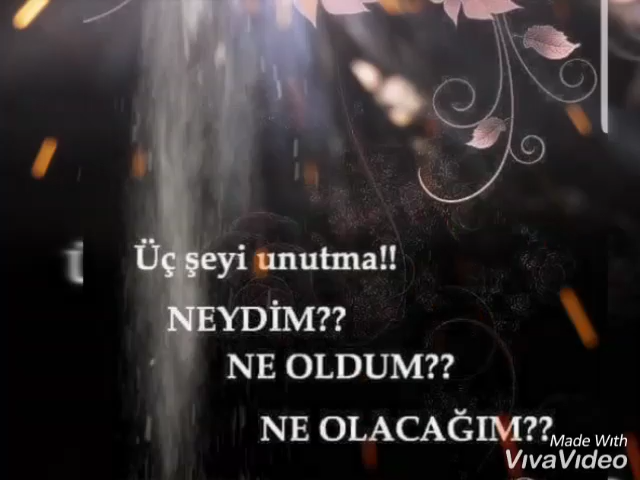 Üç şeyi unutma!!
NEYDİM??
NE OLDUM??
NE OLACAĞIM??
Made With
VivaVideo